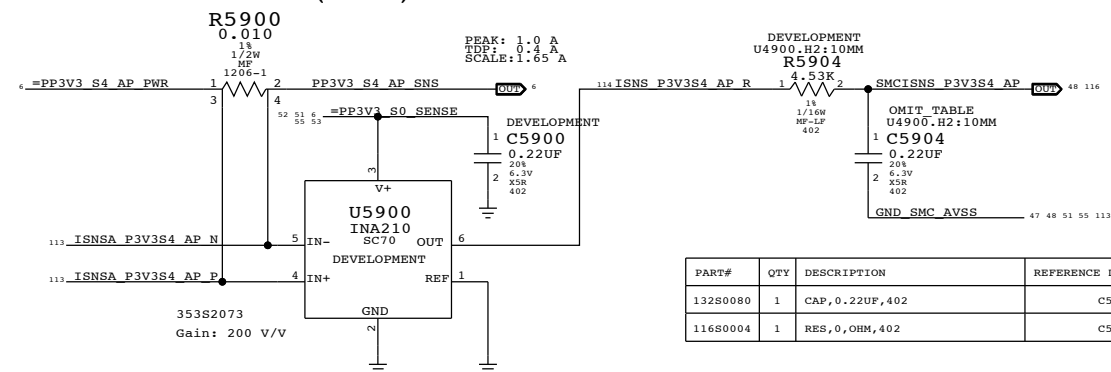 R5900
0.010
1%
1/2W
MF
1206-1
6 =PP3V3_S4_AP_PWR 1 2 PP3V3_S4_AP_SNS OUT 6
3 4
PEAK: 1.0 A
TDP: 0.4 A
SCALE:1.65 A
52 51 6 =PP3V3_S0_SENSE
55 53
DEVELOPMENT
1 C5900
0.22UF
20%
2 6.3V
X5R
402
3
V+
U5900
INA210
SC70
DEVELOPMENT
113 ISNSA_P3V3S4_AP_N 5 IN- OUT 6
113 ISNSA_P3V3S4_AP_P 4 IN+ REF 1
GND
2
353S2073
Gain: 200 V/V
DEVELOPMENT
U4900.H2:10MM
R5904
4.53K
114 ISNS_P3V3S4_AP_R 1 2 SMCISNS_P3V3S4_AP OUT 48 116
1%
1/16W
MF-LF
402
OMIT_TABLE
U4900.H2:10MM
1 C5904
0.22UF
20%
2 6.3V
X5R
402
GND_SMC_AVSS 47 48 51 55 113
PART# QTY DESCRIPTION REFERENCE
132S0080 1 CAP,0.22UF,402 C5
116S0004 1 RES,0,OHM,402 C5